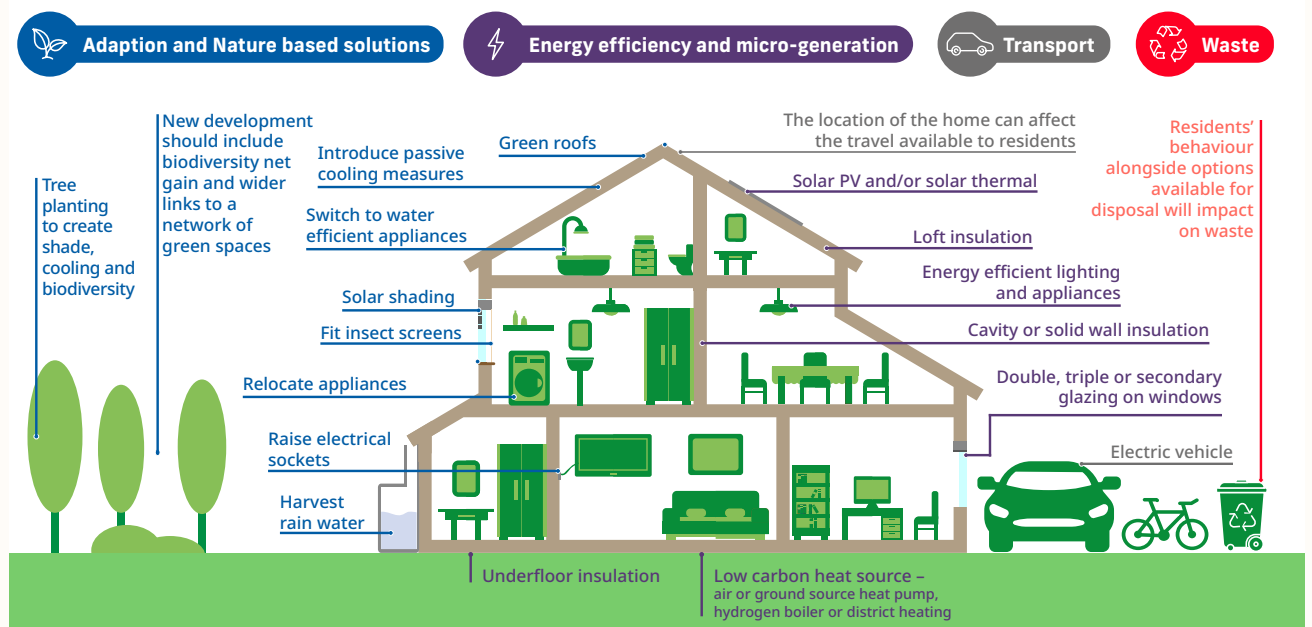 Adaption and Nature based solutions
Energy efficiency and micro-generation
Transport
Waste
New development
should include
biodiversity net
gain and wider
links to a
network of
green spaces
Tree
planting
to create
shade,
cooling and
biodiversity
Green roofs
Introduce passive
cooling measures
Switch to water
efficient appliances
Solar shading
Fit insect screens
Relocate appliances
Raise electrical
sockets
Harvest
rain water
The location of the home can affect
the travel available to residents
Solar PV and/or solar thermal
Loft insulation
Energy efficient lighting
and appliances
Cavity or solid wall insulation
Double, triple or secondary
glazing on windows
Electric vehicle
Residents’
behaviour
alongside options
available for
disposal will impact
on waste
Underfloor insulation
Low carbon heat source –
air or ground source heat pump,
hydrogen boiler or district heating